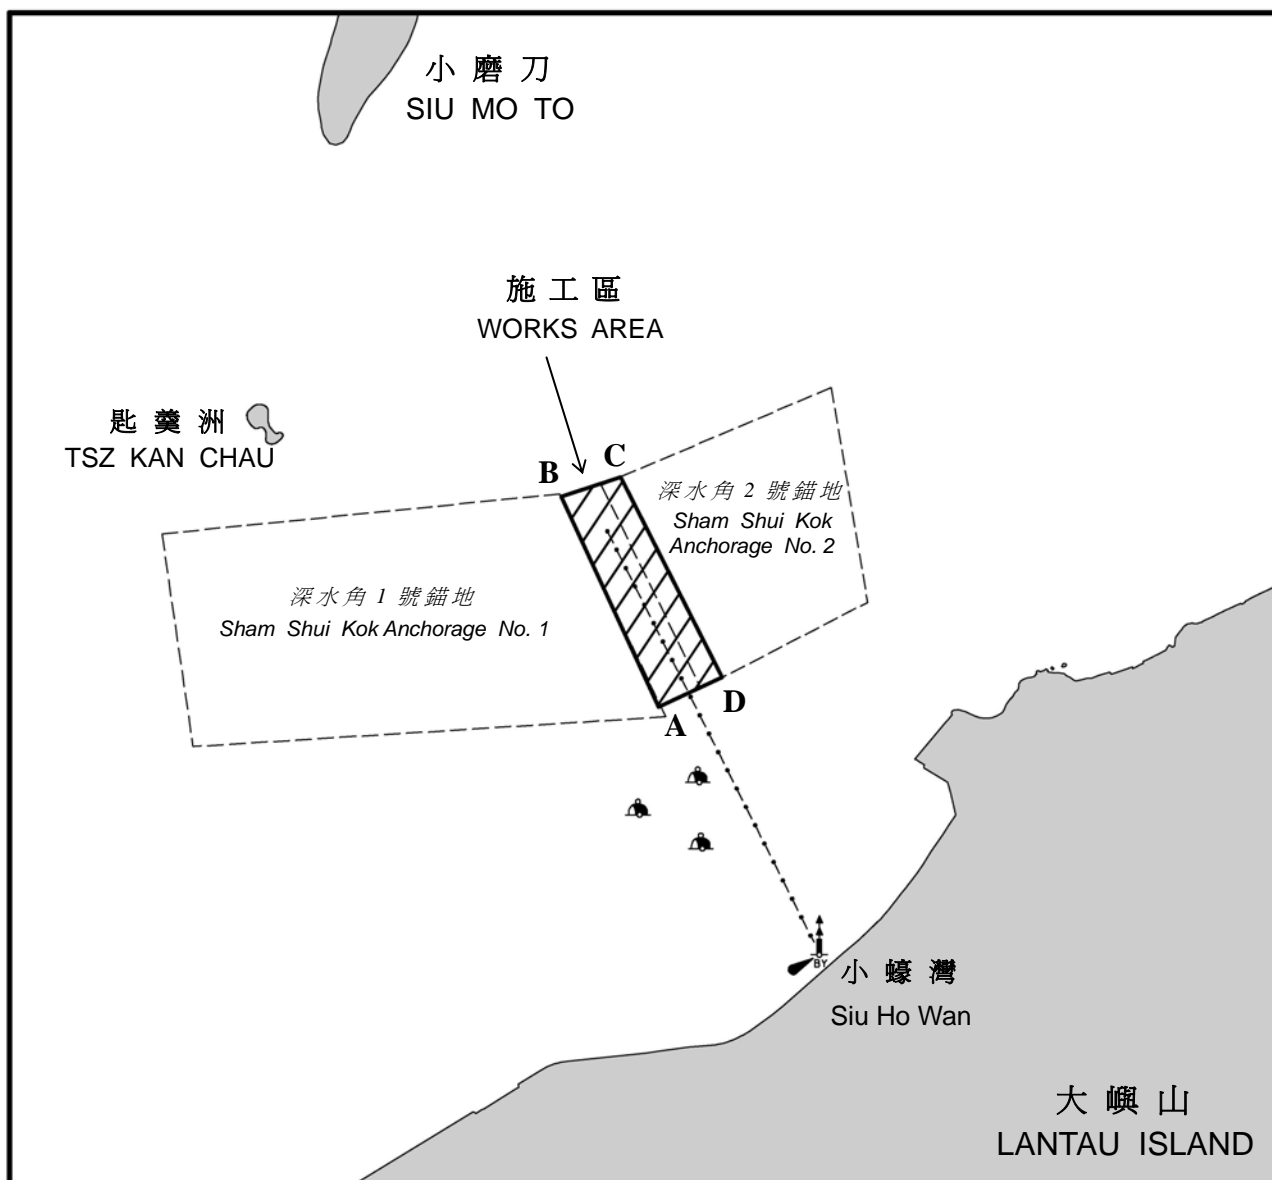 小磨刀
SIU MO TO
施工區
WORKS AREA
匙羹洲
TSZ KAN CHAU
B
C
深水角 2 號錨地
Sham Shui Kok
Anchorage No. 2
深水角 1 號錨地
Sham Shui Kok Anchorage No. 1
A
D
BY
小蠔灣
Siu Ho Wan
大嶼山
LANTAU ISLAND